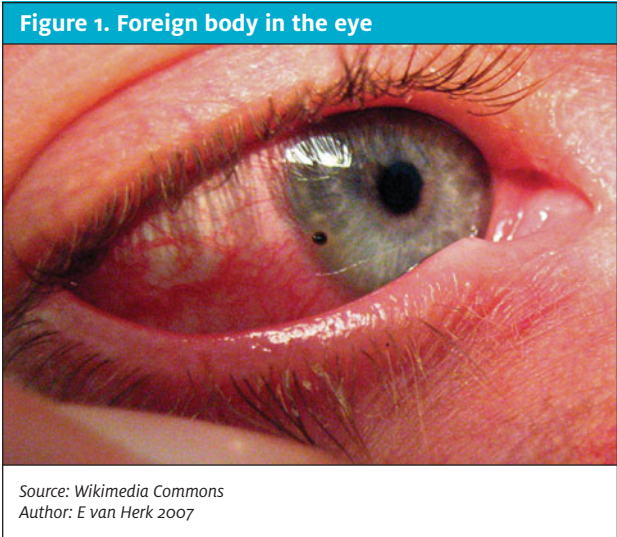 Figure 1. Foreign body in the eye
Source: Wikimedia Commons
Author: E van Herk 2007